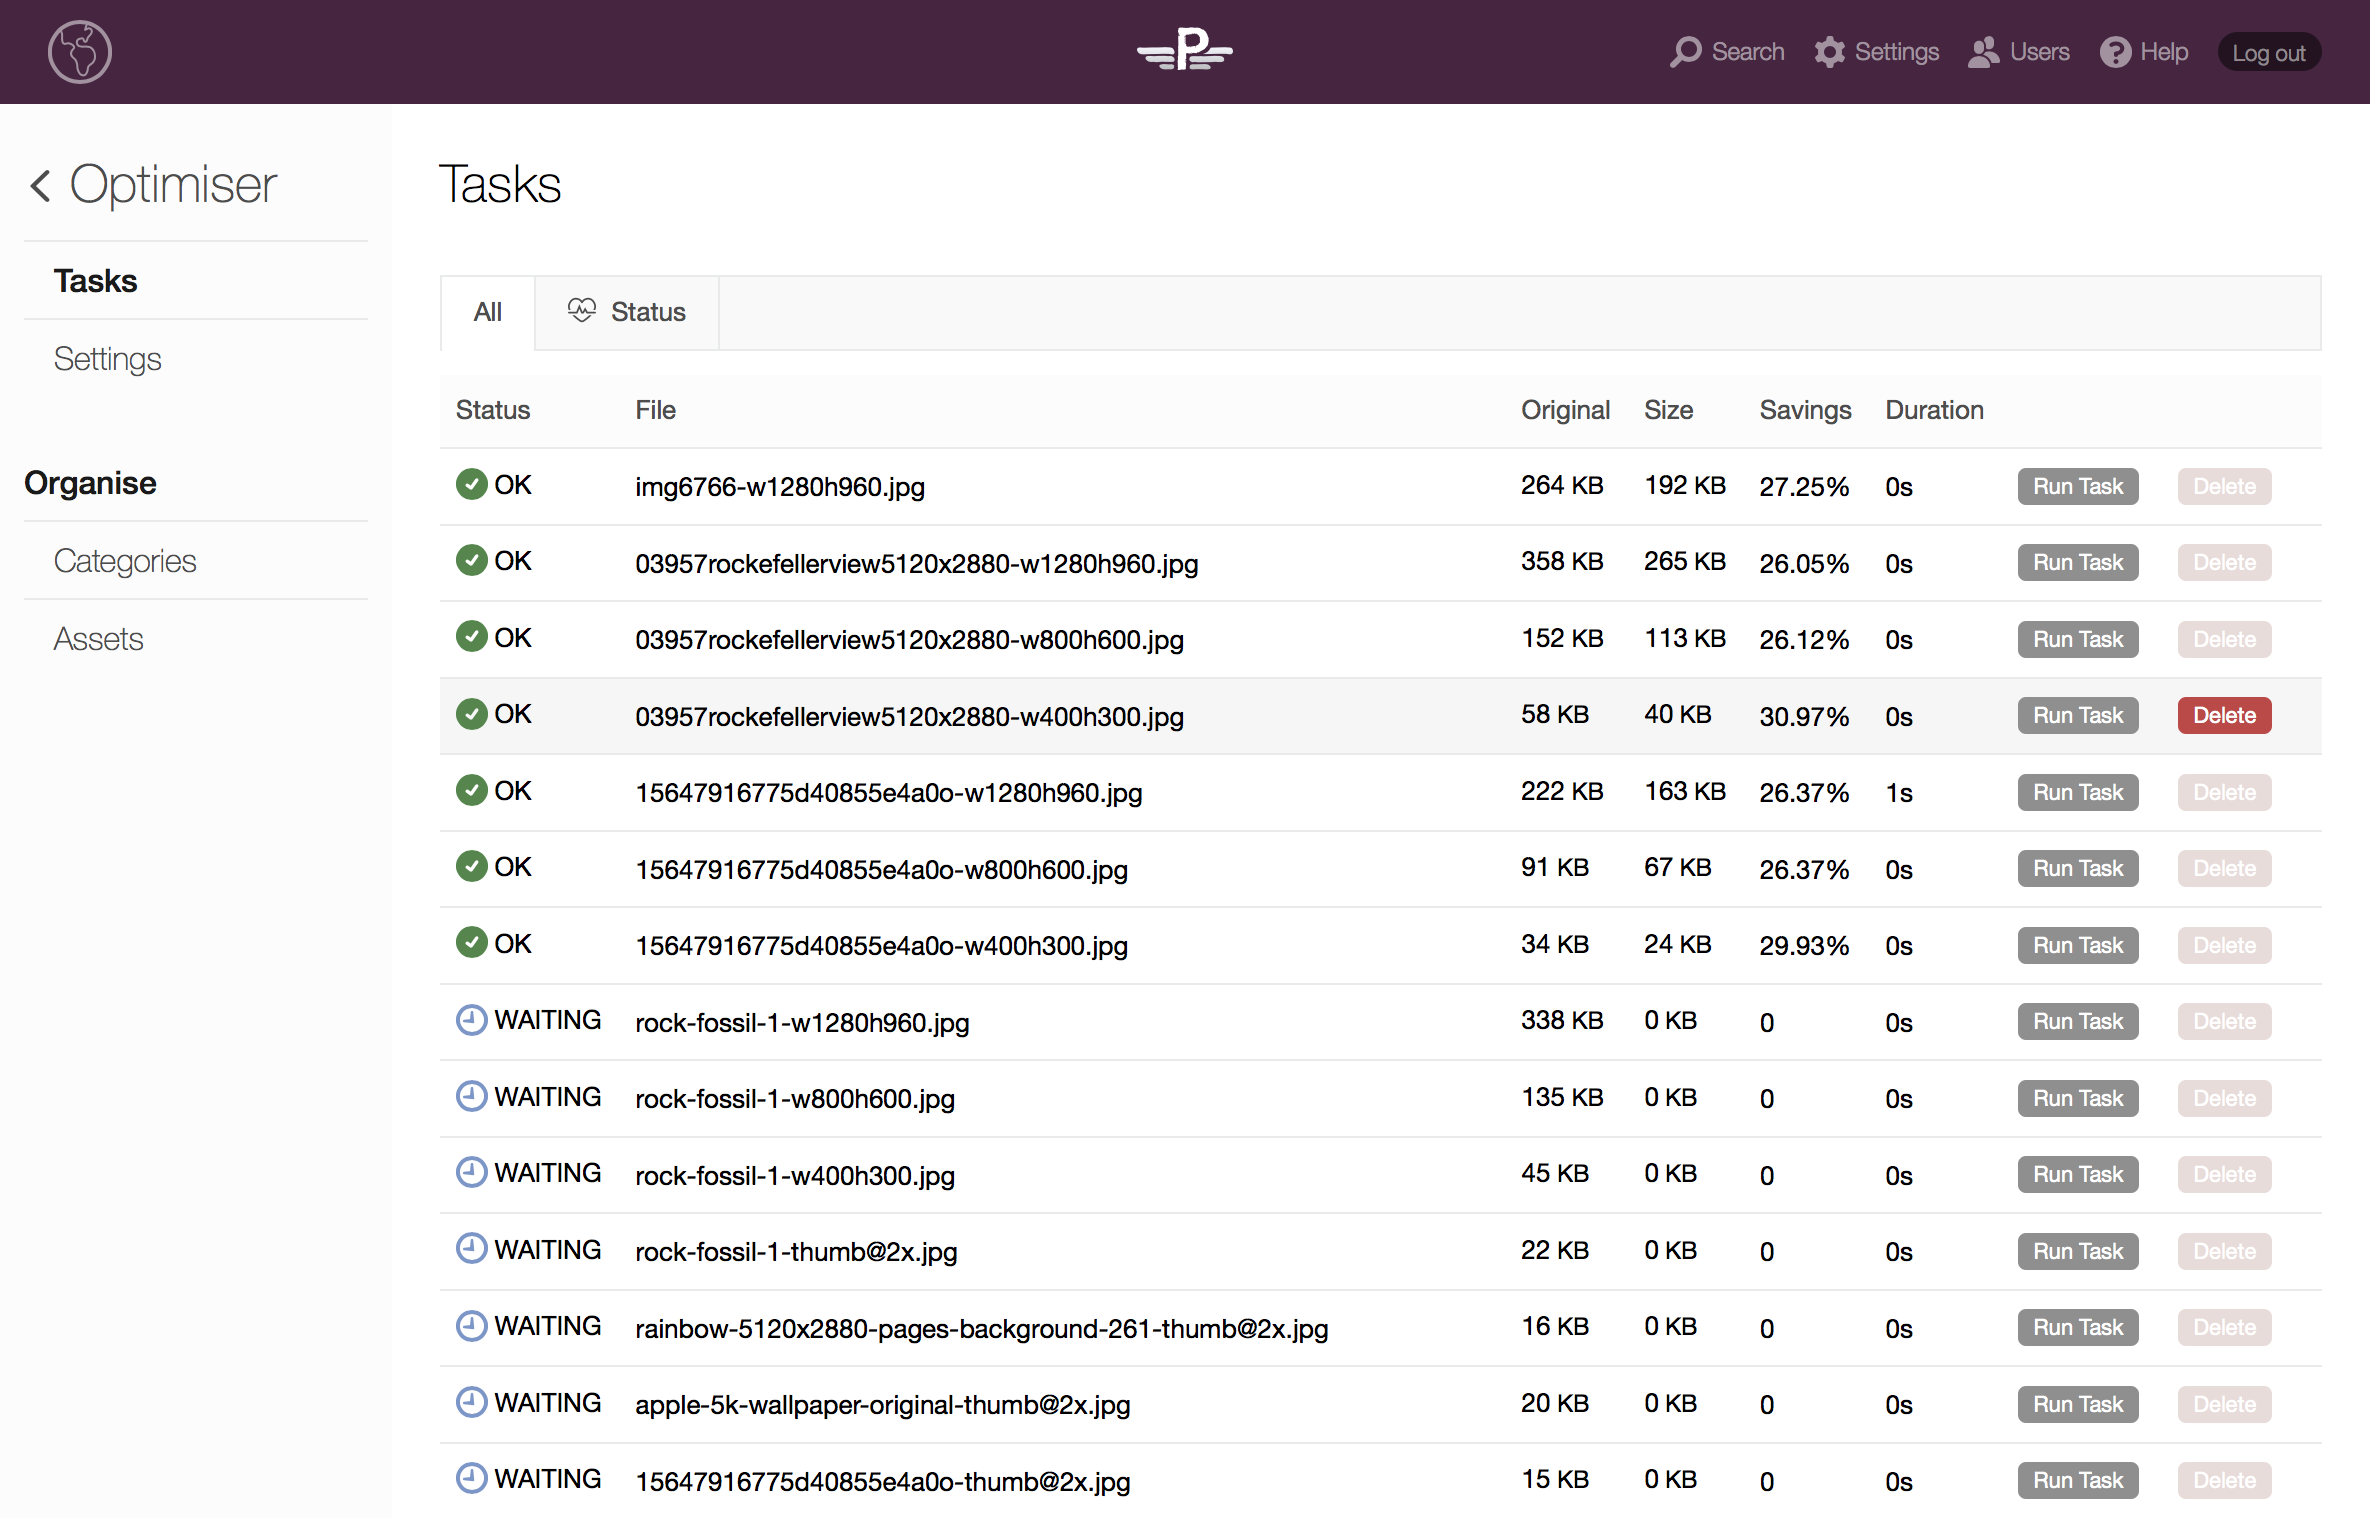 P
Search Settings Users Help Log out
Optimiser
Tasks
Settings
Organise
Categories
Assets
Tasks
All Status
Status File Original Size Savings Duration
OK img6766-w1280h960.jpg 264 KB 192 KB 27.25% 0s Run Task Delete
OK 03957rockefellerview5120x2880-w1280h960.jpg 358 KB 265 KB 26.05% 0s Run Task Delete
OK 03957rockefellerview5120x2880-w800h600.jpg 152 KB 113 KB 26.12% 0s Run Task Delete
OK 03957rockefellerview5120x2880-w400h300.jpg 58 KB 40 KB 30.97% 0s Run Task Delete
OK 15647916775d40855e4a0o-w1280h960.jpg 222 KB 163 KB 26.37% 1s Run Task Delete
OK 15647916775d40855e4a0o-w800h600.jpg 91 KB 67 KB 26.37% 0s Run Task Delete
OK 15647916775d40855e4a0o-w400h300.jpg 34 KB 24 KB 29.93% 0s Run Task Delete
WAITING rock-fossil-1-w1280h960.jpg 338 KB 0 KB 0 0s Run Task Delete
WAITING rock-fossil-1-w800h600.jpg 135 KB 0 KB 0 0s Run Task Delete
WAITING rock-fossil-1-w400h300.jpg 45 KB 0 KB 0 0s Run Task Delete
WAITING rock-fossil-1-thumb@2x.jpg 22 KB 0 KB 0 0s Run Task Delete
WAITING rainbow-5120x2880-pages-background-261-thumb@2x.jpg 16 KB 0 KB 0 0s Run Task Delete
WAITING apple-5k-wallpaper-original-thumb@2x.jpg 20 KB 0 KB 0 0s Run Task Delete
WAITING 15647916775d40855e4a0o-thumb@2x.jpg 15 KB 0 KB 0 0s Run Task Delete